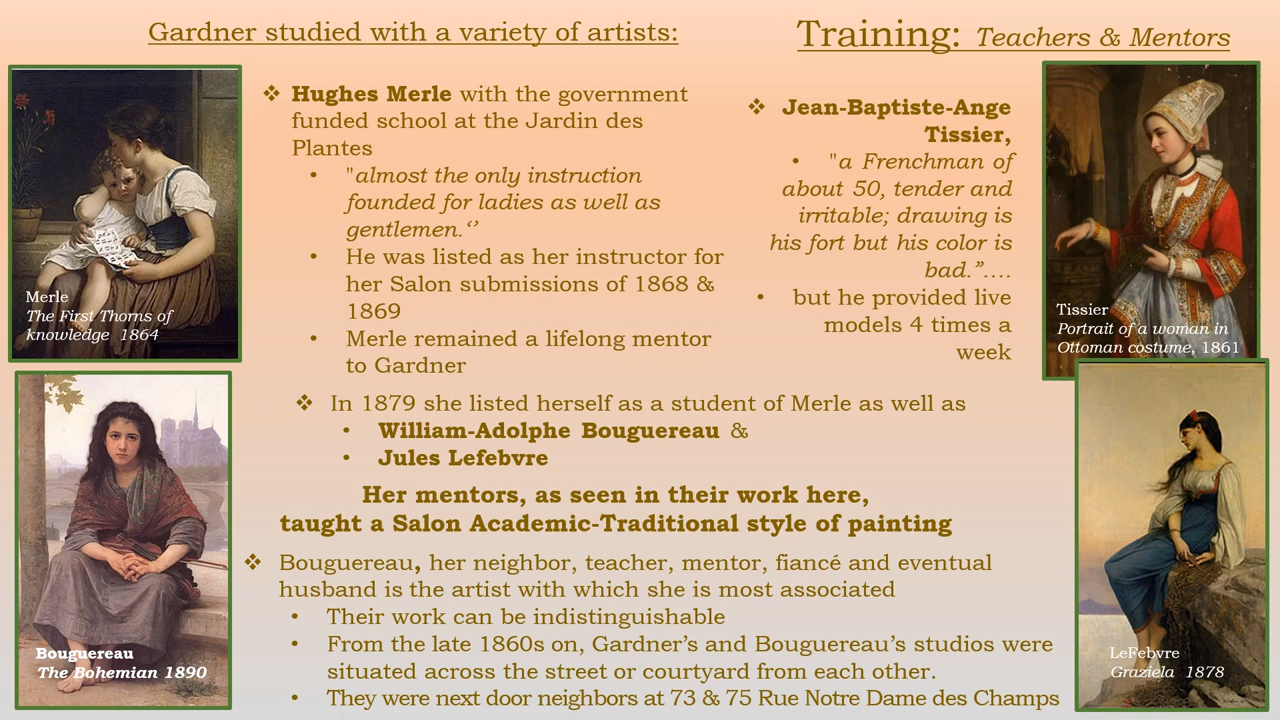 Gardner studied with a variety of artists:
Training: Teachers & Mentors
❖ Hughes Merle with the government
funded school at the Jardin des
Plantes
• "almost the only instruction
founded for ladies as well as
gentlemen.‘’
• He was listed as her instructor for
her Salon submissions of 1868 &
1869
• Merle remained a lifelong mentor
to Gardner
❖ Jean-Baptiste-Ange
Tissier,
• "a Frenchman of
about 50, tender and
irritable; drawing is
his fort but his color is
bad.”….
• but he provided live
models 4 times a
week
Merle
The First Thorns of
knowledge 1864
Tissier
Portrait of a woman in
Ottoman costume, 1861
❖ In 1879 she listed herself as a student of Merle as well as
• William-Adolphe Bouguereau &
• Jules Lefebvre
Her mentors, as seen in their work here,
taught a Salon Academic-Traditional style of painting
❖ Bouguereau, her neighbor, teacher, mentor, fiancé and eventual
husband is the artist with which she is most associated
• Their work can be indistinguishable
• From the late 1860s on, Gardner’s and Bouguereau’s studios were
situated across the street or courtyard from each other.
• They were next door neighbors at 73 & 75 Rue Notre Dame des Champs
Bouguereau
The Bohemian 1890
LeFebvre
Graziela 1878